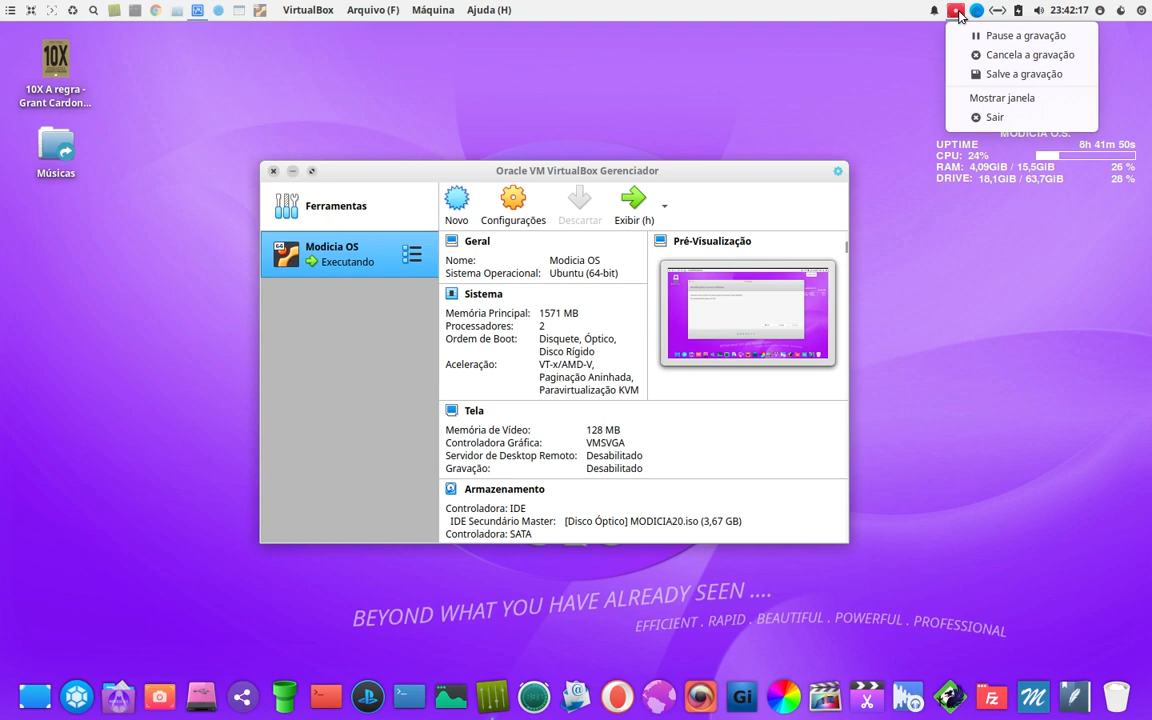 VirtualBox Arquivo (F) Máquina Ajuda (H)
23:42:17
Pause a gravação
Cancela a gravação
Salve a gravação
Mostrar janela
Sair
10X
10X A regra -
Grant Cardon...
Músicas
MODICIA O.S.
UPTIME 8h 41m 50s
CPU: 24%
RAM: 4,09GIB / 15,5GIB 26 %
DRIVE: 18,1GIB / 63,7GIB 28 %
Oracle VM VirtualBox Gerenciador
Ferramentas
Novo Configurações Descartar Exibir (h)
64
Modicia OS
Executando
Geral
Nome: Modicia OS
Sistema Operacional: Ubuntu (64-bit)
Pré-Visualização
Sistema
Memória Principal: 1571 MB
Processadores: 2
Ordem de Boot: Disquete, Óptico,
Disco Rígido
Aceleração: VT-x/AMD-V,
Paginação Aninhada,
Paravirtualização KVM
Tela
Memória de Vídeo: 128 MB
Controladora Gráfica: VMSVGA
Servidor de Desktop Remoto: Desabilitado
Gravação: Desabilitado
Armazenamento
Controladora: IDE
IDE Secundário Master: [Disco Óptico] MODICIA20.iso (3,67 GB)
Controladora: SATA
BEYOND WHAT YOU HAVE ALREADY SEEN ....
EFFICIENT . RAPID . BEAUTIFUL . POWERFUL . PROFESSIONAL
Gi
Fz
M